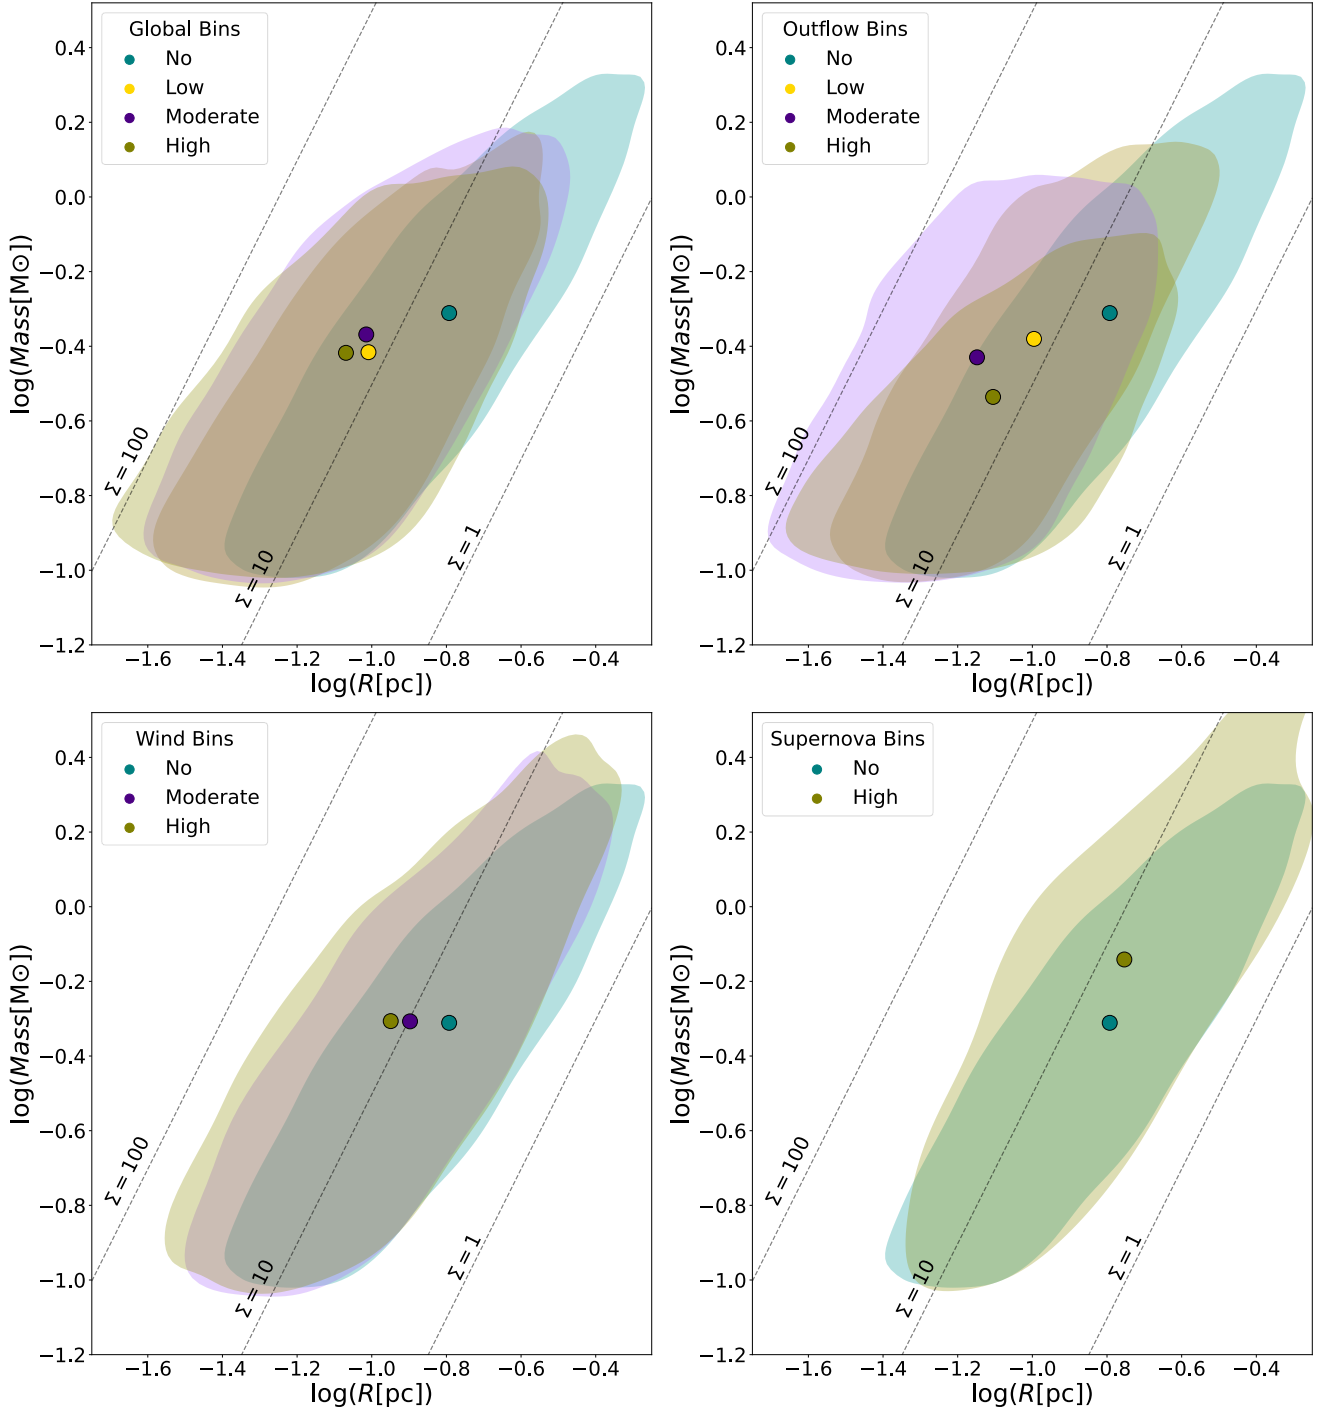 Global Bins
No
Low
Moderate
High
0.4
0.2
0.0
−0.2
−0.4
−0.6
−0.8
−1.0
−1.2
log(Mass[M⊙])
Σ = 100
Σ = 10
Σ = 1
−1.6 −1.4 −1.2 −1.0 −0.8 −0.6 −0.4
log(R[pc])
Outflow Bins
No
Low
Moderate
High
0.4
0.2
0.0
−0.2
−0.4
−0.6
−0.8
−1.0
−1.2
log(Mass[M⊙])
Σ = 100
Σ = 10
Σ = 1
−1.6 −1.4 −1.2 −1.0 −0.8 −0.6 −0.4
log(R[pc])
Wind Bins
No
Moderate
High
0.4
0.2
0.0
−0.2
−0.4
−0.6
−0.8
−1.0
−1.2
log(Mass[M⊙])
Σ = 100
Σ = 10
Σ = 1
−1.6 −1.4 −1.2 −1.0 −0.8 −0.6 −0.4
log(R[pc])
Supernova Bins
No
High
0.4
0.2
0.0
−0.2
−0.4
−0.6
−0.8
−1.0
−1.2
log(Mass[M⊙])
Σ = 100
Σ = 10
Σ = 1
−1.6 −1.4 −1.2 −1.0 −0.8 −0.6 −0.4
log(R[pc])